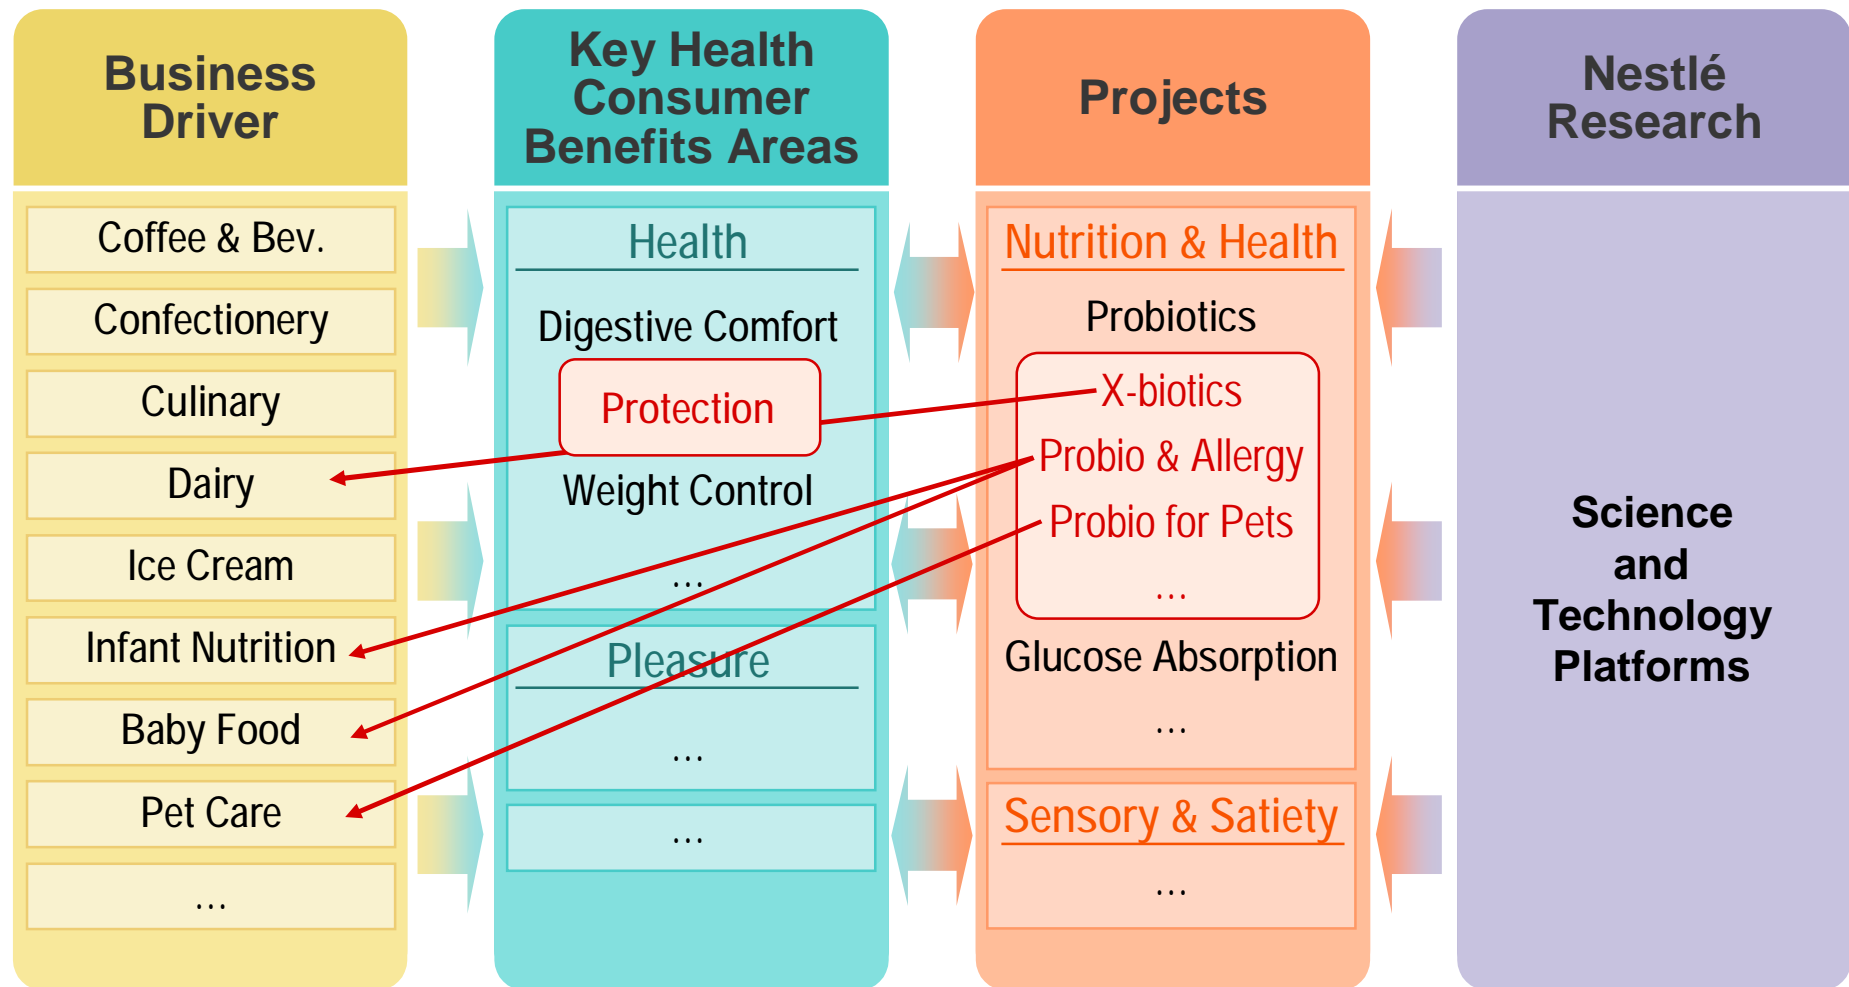 Business
Driver
Coffee & Bev.
Confectionery
Culinary
Dairy
Ice Cream
Infant Nutrition
Baby Food
Pet Care
…
Key Health
Consumer
Benefits Areas
Health
Digestive Comfort
Protection
Weight Control
…
Pleasure
…
…
Projects
Nutrition & Health
Probiotics
X-biotics
Probio & Allergy
Probio for Pets
…
Glucose Absorption
…
Sensory & Satiety
…
Nestlé
Research
Science
and
Technology
Platforms